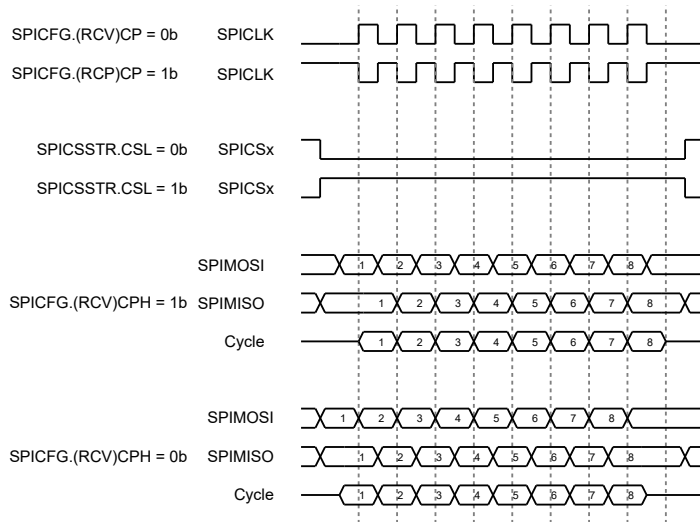 SPICFG.(RCV)CP = 0b SPICLK
SPICFG.(RCP)CP = 1b SPICLK
SPICSSTR.CSL = 0b SPICSx
SPICSSTR.CSL = 1b SPICSx
SPIMOSI 1 2 3 4 5 6 7 8
SPICFG.(RCV)CPH = 1b SPIMISO 1 2 3 4 5 6 7 8
Cycle 1 2 3 4 5 6 7 8
SPIMOSI 1 2 3 4 5 6 7 8
SPICFG.(RCV)CPH = 0b SPIMISO 1 2 3 4 5 6 7 8
Cycle 1 2 3 4 5 6 7 8